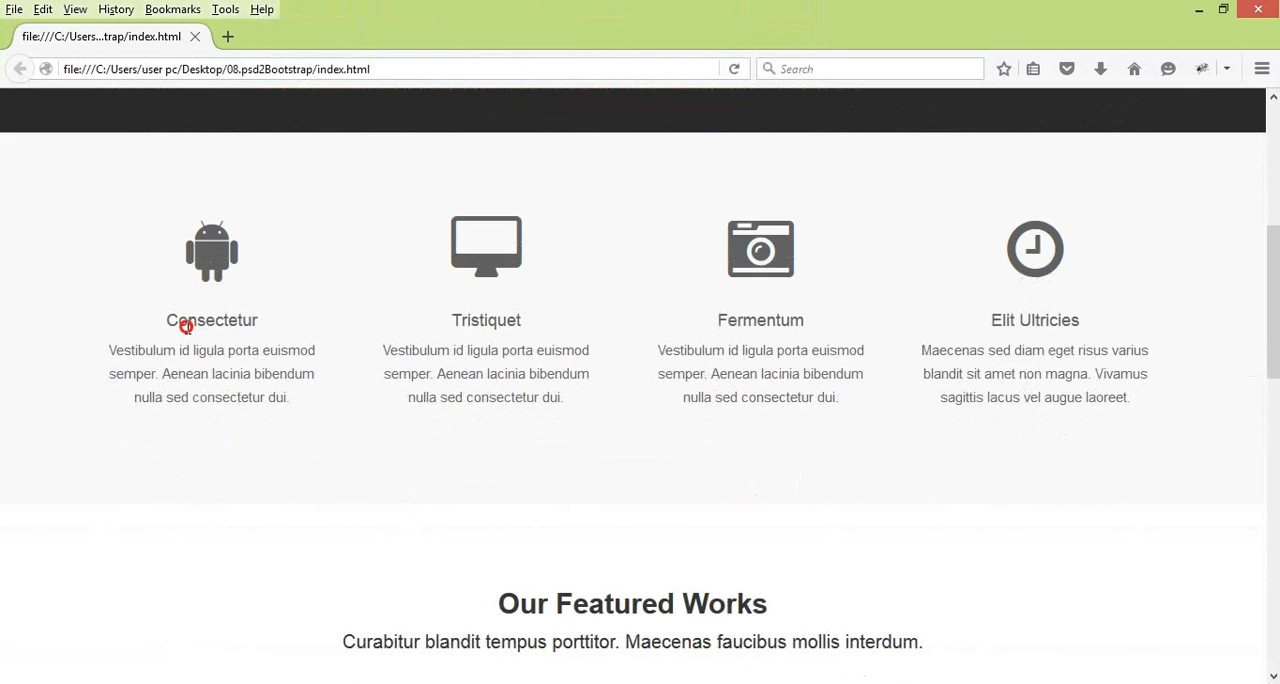 File Edit View History Bookmarks Tools Help
file:///C:/Users...trap/index.html
file:///C:/Users/user pc/Desktop/08.psd2Bootstrap/index.html
Search
Consectetur
Vestibulum id ligula porta euismod
semper. Aenean lacinia bibendum
nulla sed consectetur dui.
Tristiquet
Vestibulum id ligula porta euismod
semper. Aenean lacinia bibendum
nulla sed consectetur dui.
Fermentum
Vestibulum id ligula porta euismod
semper. Aenean lacinia bibendum
nulla sed consectetur dui.
Elit Ultricies
Maecenas sed diam eget risus varius
blandit sit amet non magna. Vivamus
sagittis lacus vel augue laoreet.
Our Featured Works
Curabitur blandit tempus porttitor. Maecenas faucibus mollis interdum.